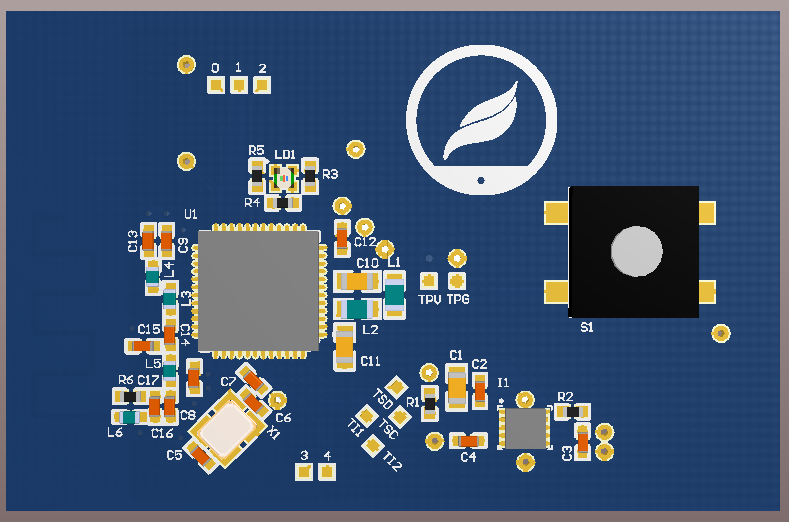 0 1 2
R5 LD1
R3
R4
U1
C13 C9
C12
L4
C10 L1
L3
TPV TPG
L2
S1
C15 C14
C11
L5
C7 C1 C2
I1
R6 C17
TSD
R1
R2
C8
C6
TI1 TSC
L6 C16
X1
C5
3 4
TI2
C4
C3